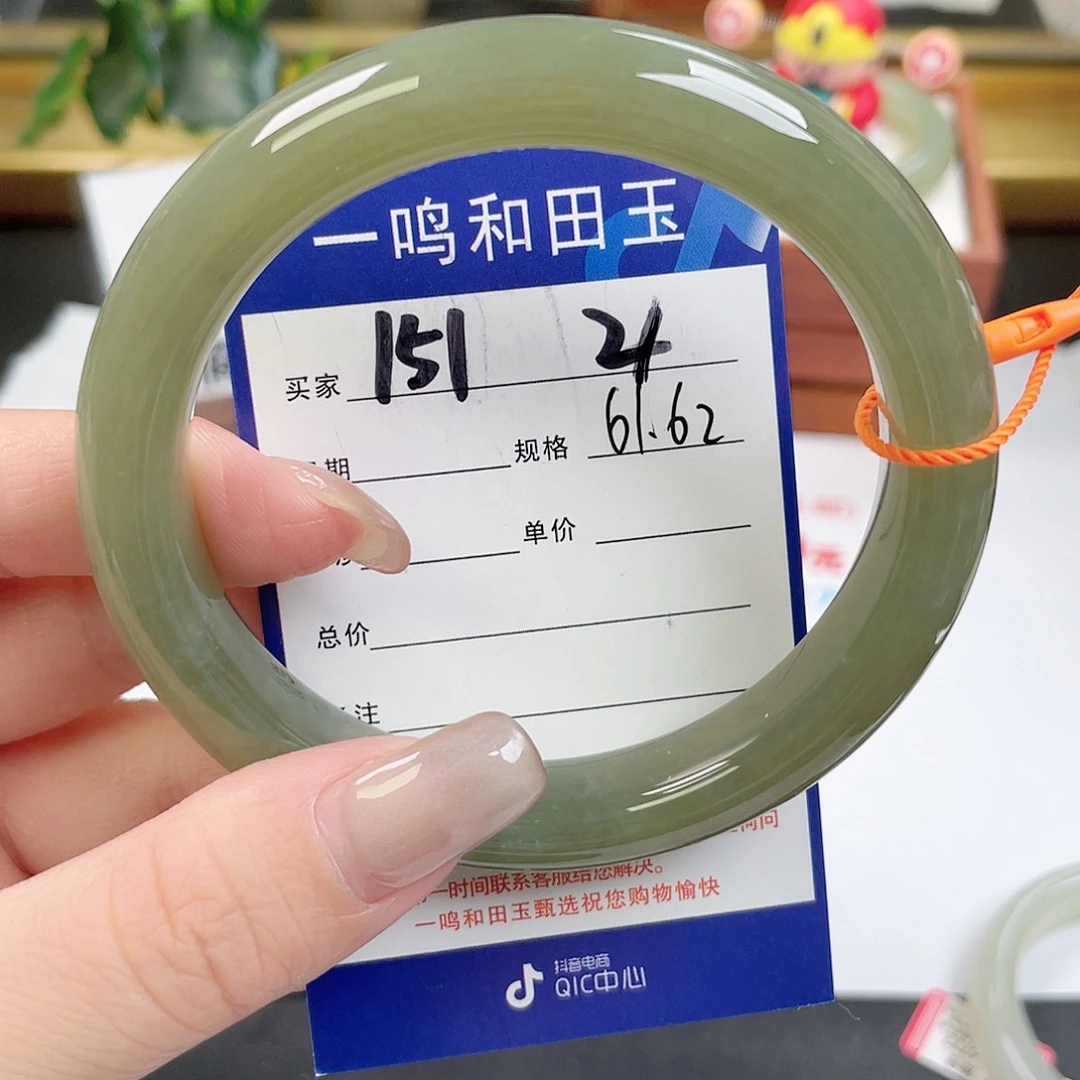 一鸣和田玉
买家 151 24
期 规格 61.62
单价
总价
注
一时间联系客服给您解决。
一鸣和田玉甄选祝您购物愉快
抖音电商
QIC中心